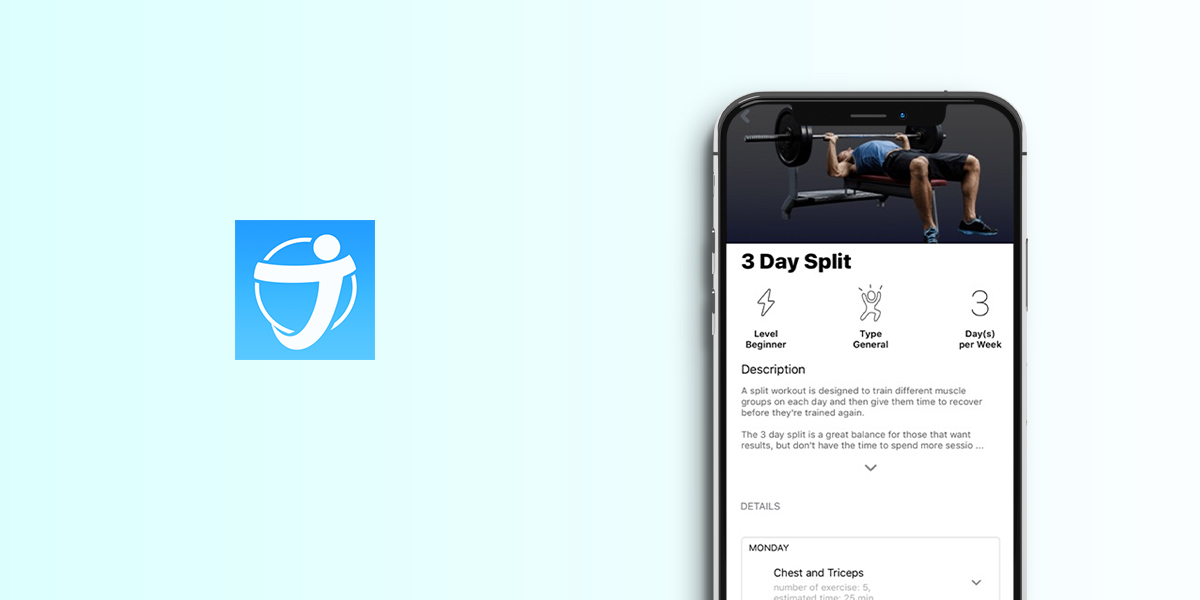 3 Day Split
3
Level
Beginner
Type
General
Day(s)
per Week
Description
A split workout is designed to train different muscle
groups on each day and then give them time to recover
before they're trained again.
The 3 day split is a great balance for those that want
results, but don't have the time to spend more sessio ...
DETAILS
MONDAY
Chest and Triceps
number of exercise: 5,
estimated time: 25 min